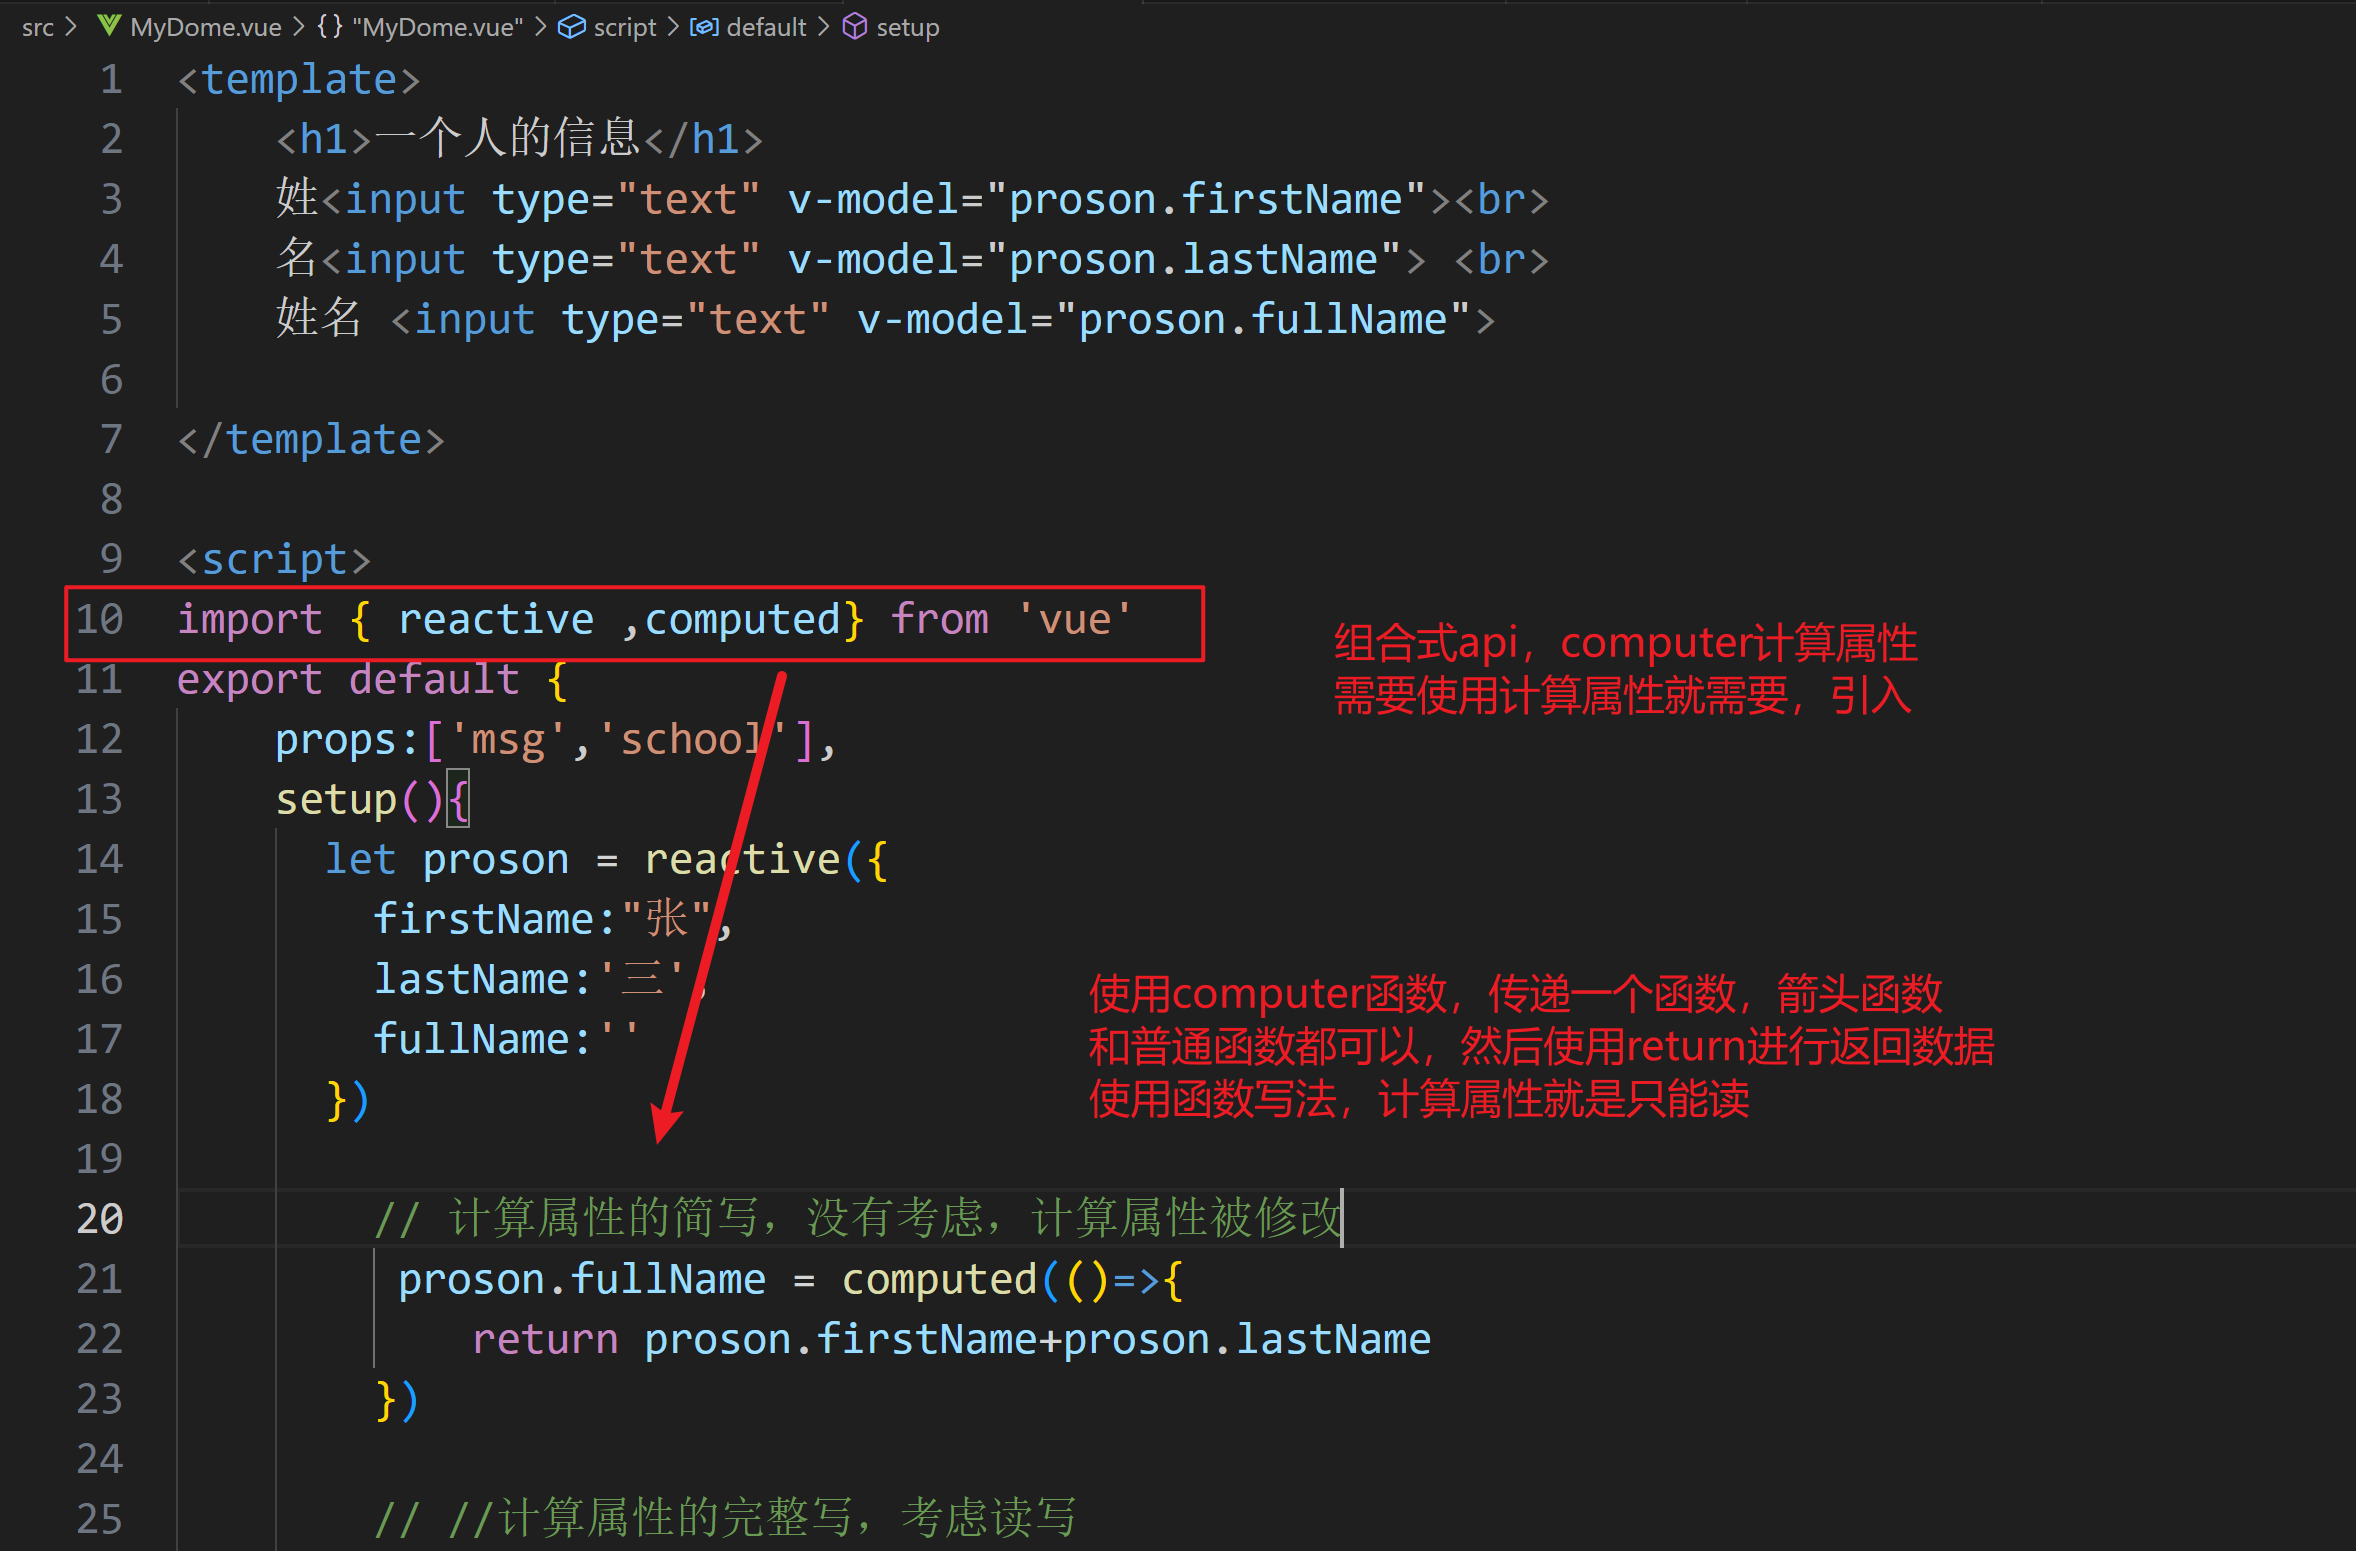 src > MyDome.vue > {} "MyDome.vue" > script > default > setup
1 <template>
2 <h1>一个人的信息</h1>
3 姓<input type="text" v-model="proson.firstName"><br>
4 名<input type="text" v-model="proson.lastName"> <br>
5 姓名 <input type="text" v-model="proson.fullName">
6
7 </template>
8
9 <script>
10 import { reactive ,computed} from 'vue'
组合式api，computer计算属性
需要使用计算属性就需要，引入
11 export default {
12 props:['msg','school'],
13 setup(){
14 let proson = reactive({
15 firstName:"张",
16 lastName:'三',
17 fullName:''
18 })
使用computer函数，传递一个函数，箭头函数
和普通函数都可以，然后使用return进行返回数据
使用函数写法，计算属性就是只能读
19
20 // 计算属性的简写，没有考虑，计算属性被修改
21 proson.fullName = computed(()=>{
22 return proson.firstName+proson.lastName
23 })
24
25 // //计算属性的完整写，考虑读写